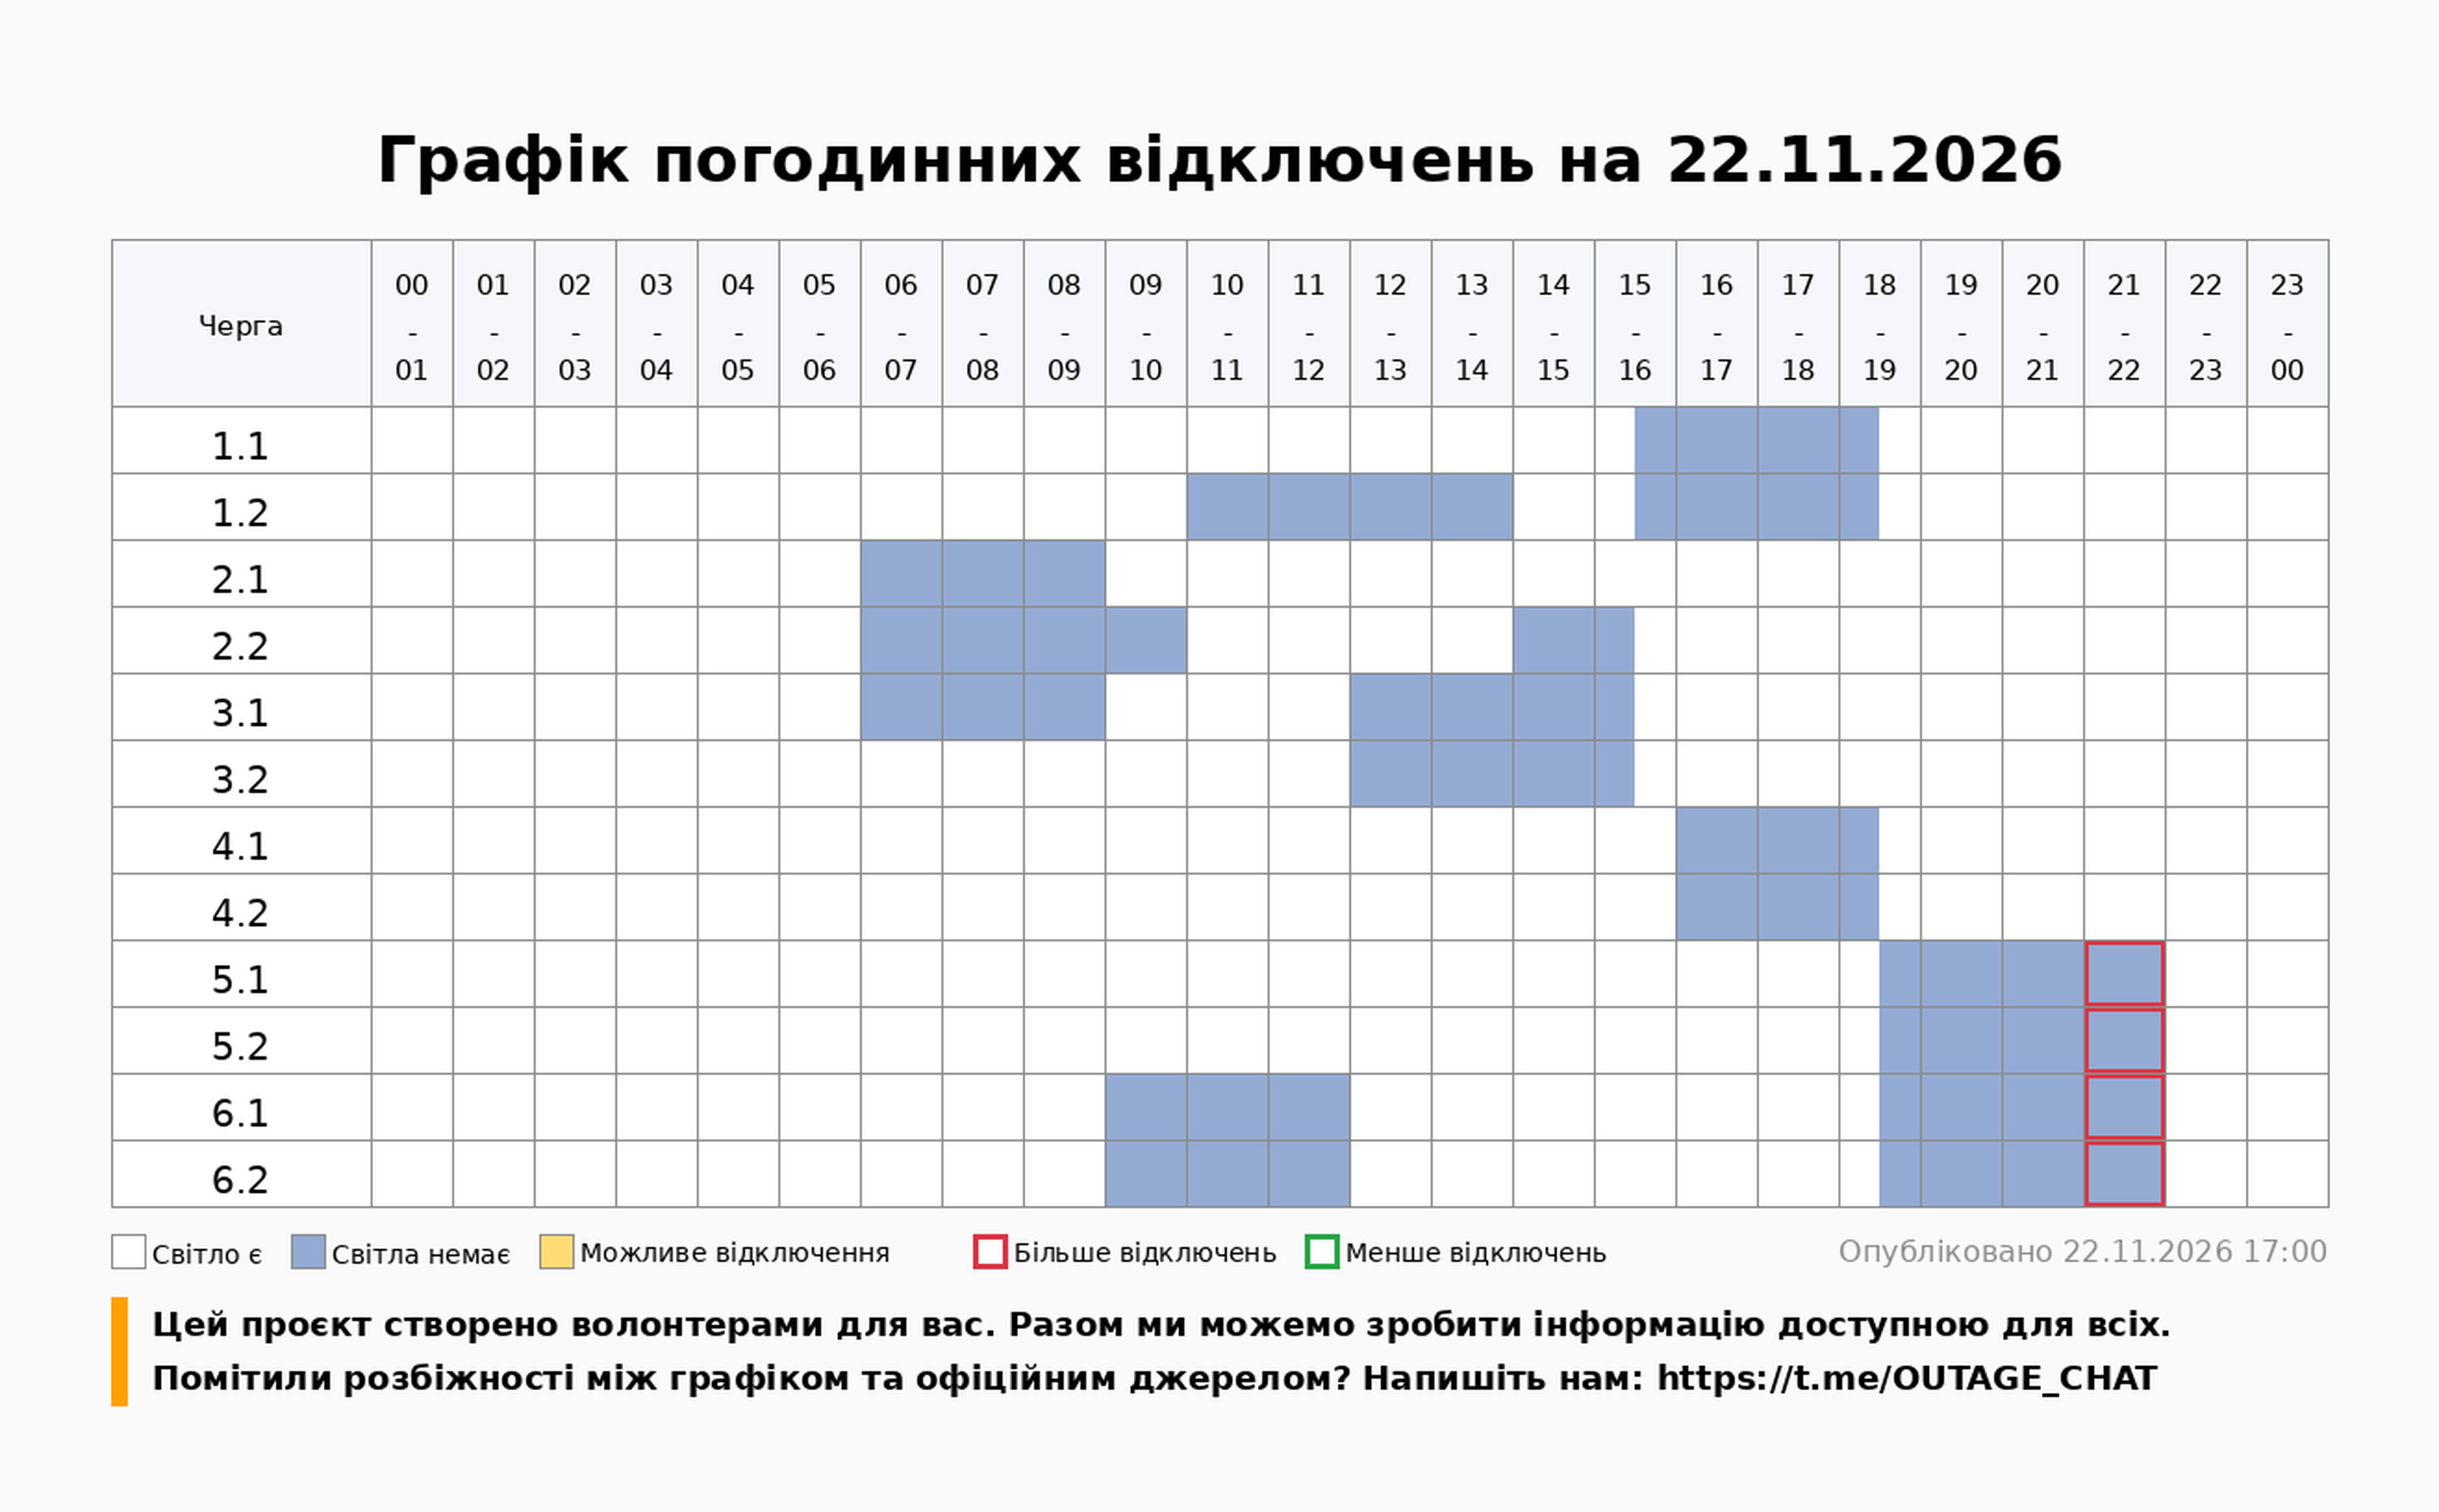 Графік погодинних відключень на 22.11.2026
Черга 00 - 01 01 - 02 02 - 03 03 - 04 04 - 05 05 - 06 06 - 07 07 - 08 08 - 09 09 - 10 10 - 11 11 - 12 12 - 13 13 - 14 14 - 15 15 - 16 16 - 17 17 - 18 18 - 19 19 - 20 20 - 21 21 - 22 22 - 23 23 - 00
1.1
1.2
2.1
2.2
3.1
3.2
4.1
4.2
5.1
5.2
6.1
6.2
Світло є Світла немає Можливе відключення Більше відключень Менше відключень Опубліковано 22.11.2026 17:00
Цей проєкт створено волонтерами для вас. Разом ми можемо зробити інформацію доступною для всіх.
Помітили розбіжності між графіком та офіційним джерелом? Напишіть нам: https://t.me/OUTAGE_CHAT